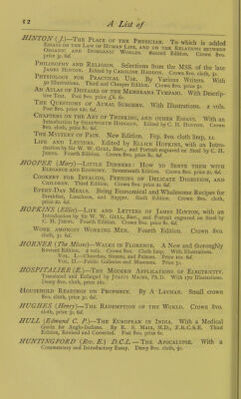 12 A List of
HINTON (J.)—THE PLACE OF THE PHYSICIAN. To which is added
ESSAYS ON THE LAW OF HUMAN LIFE, AND ON THE RELATIONS BETWEEN
ORGANIC AND INORGANIC WORLDS. Second Edition. Crown 8vo,
price 3s. 6d.
PHILOSOPHY AND RELIGION. Selections from the MSS. of the late
JAMES HINTON. Edited by CAROLINE HADDON. Crown 8vo, cloth, 5s.
PHYSIOLOGY FOR PRACTICAL USE. By Various Writers. With
50 Illustrations. Third and Cheaper Edition. Crown 8vo, price 5s.
AN ATLAS OF DISEASES OF THE MEMBRANA TYMPANI. With Descrip-
tive Text. Post 8vo, price
THE QUESTIONS OF AURAL SURGERY. With Illustrations. 2 vols.
Post 8vo, price
CHAPTERS ON THE ART OF THINKING, AND OTHER ESSAYS. With an
Introduction by SHADWORTH HODGSON. Edited by C. H. HINTON. Crown
8vo, cloth, price 8s. 6d.
THE MYSTERY OF PAIN. New Edition. Fcp. 8vo, cloth limp, 1s.
LIFE AND LETTERS. Edited by ELLICE HOPKINS, with an Intro-
duction by Sir W. W. GULL, Bart., and Portrait engraved on Steel by C. H.
JEENS. Fourth Edition. Crown 8vo, price 8s. 6d.
HOOPER (Mary)—LITTLE DINNERS: HOW TO SERVE THEM WITH
ELEGANCE AND ECONOMY. Seventeenth Edition. Crown 8vo, price
COOKERY FOR INVALIDS, PERSONS OF DELICATE DIGESTION, AND
CHILDREN. Third Edition. Crown 8vo, price
EVERY-DAY MEALS. Being Economical and Wholesome Recipes for
Breakfast, Luncheon, and Supper. Sixth Edition. Crown 8vo, cloth,
price
HOPKINS (Ellice)—LIFE AND LETTERS OF JAMES HINTON, with an
Introduction by Sir W. W. GULL, Bart., and Portrait engraved on Steel by
C. H. JEENS. Fourth Edition. Crown 8vo, price 8s. 6d.
WORK AMONGST WORKING MEN. Fourth Edition. Crown 8vo,
cloth, 3s. 6d.
HORNER (The Misses)—WALKS IN FLORENCE. A New and thoroughly
Revised Edition. 2 vols. Crown 8vo. Cloth limp. With Illustrations.
VOL. I.—Churches, Streets, and Palaces. Price 10s. 6d.
VOL. II.—Public Galleries and Museums. Price 5s.
HOSPITALIER (E.)—THE MODERN APPLICATIONS OF ELECTRICITY.
Translated and Enlarged by JULIUS MAIER, Ph.D. With 170 Illustrations.
Demy 8vo, cloth, price 16s.
HOUSEHOLD READINGS ON PROPHECY. By A LAYMAN. Small crown
8vo, cloth, price 3s. 6d.
HUGHES (Henry)—THE REDEMPTION OF THE WORLD. Crown 8vo,
cloth, price 3s. 6d.
HULL (Edmund C. P.)—THE EUROPEAN IN INDIA. With a Medical
Guide for Anglo-Indians. By R. S. MAIR, M.D., F.R.C.S.E. Third
Edition, Revised and Corrected. Post 8vo, price 6s.
HUNTINGFORD (Rev. E.) D.C.L.—THE APOCALYPSE. With a
Commentary and Introductory Essay. Demy 8vo, cloth, 5s.